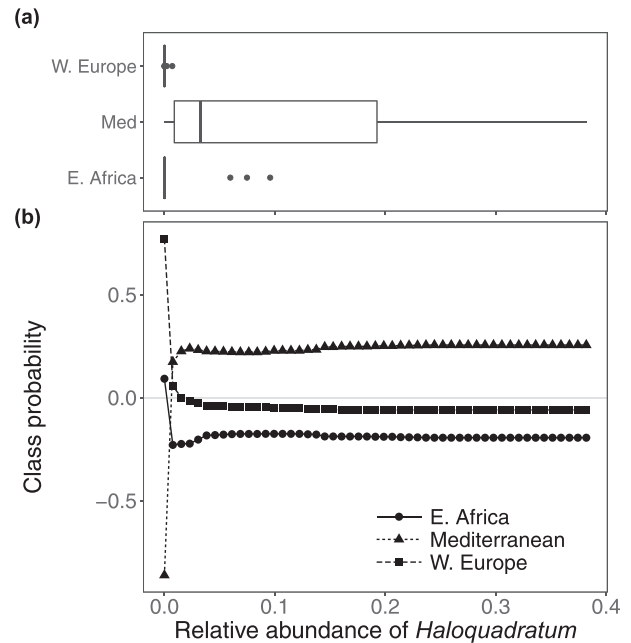 (a)
W. Europe
Med
E. Africa
(b)
Class probability
0.5
0.0
−0.5
E. Africa
Mediterranean
W. Europe
0.0 0.1 0.2 0.3 0.4
Relative abundance of Haloquadratum